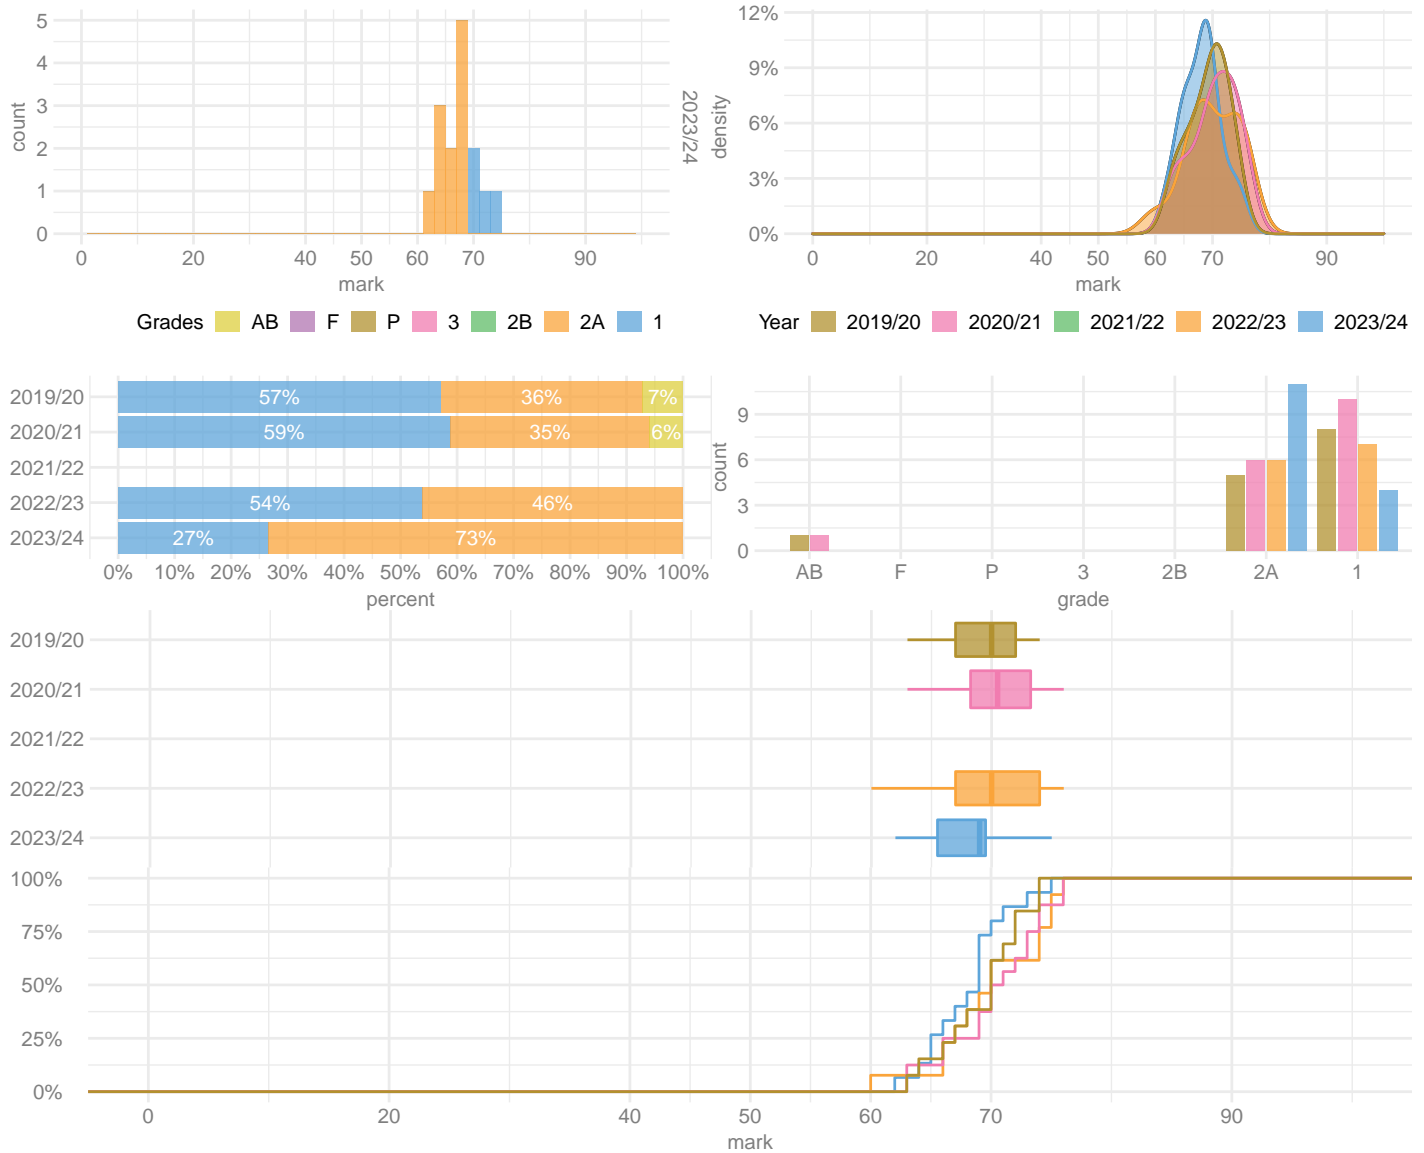 5
4
3
2
1
0
count
0 20 40 50 60 70 90
mark
2023/24
12%
9%
6%
3%
0%
density
0 20 40 50 60 70 90
mark
Grades AB F P 3 2B 2A 1
Year 2019/20 2020/21 2021/22 2022/23 2023/24
2019/20 57% 36% 7%
2020/21 59% 35% 6%
2021/22
2022/23 54% 46%
2023/24 27% 73%
0% 10% 20% 30% 40% 50% 60% 70% 80% 90% 100%
percent
9
6
3
0
count
AB F P 3 2B 2A 1
grade
2019/20
2020/21
2021/22
2022/23
2023/24
100%
75%
50%
25%
0%
0 20 40 50 60 70 90
mark